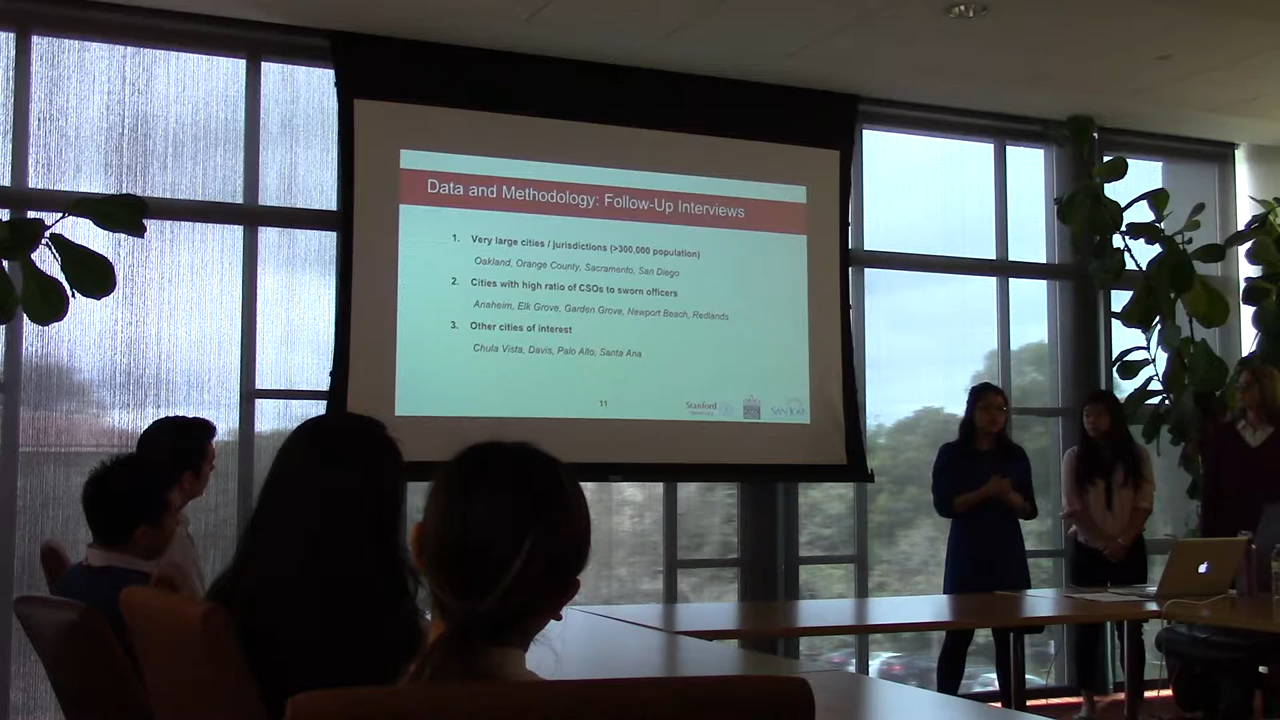 Data and Methodology: Follow-Up Interviews
1. Very large cities / jurisdictions (>300,000 population)
Oakland, Orange County, Sacramento, San Diego
2. Cities with high ratio of CSOs to sworn officers
Anaheim, Elk Grove, Garden Grove, Newport Beach, Redlands
3. Other cities of interest
Chula Vista, Davis, Palo Alto, Santa Ana
11
Stanford
SAN JOSE